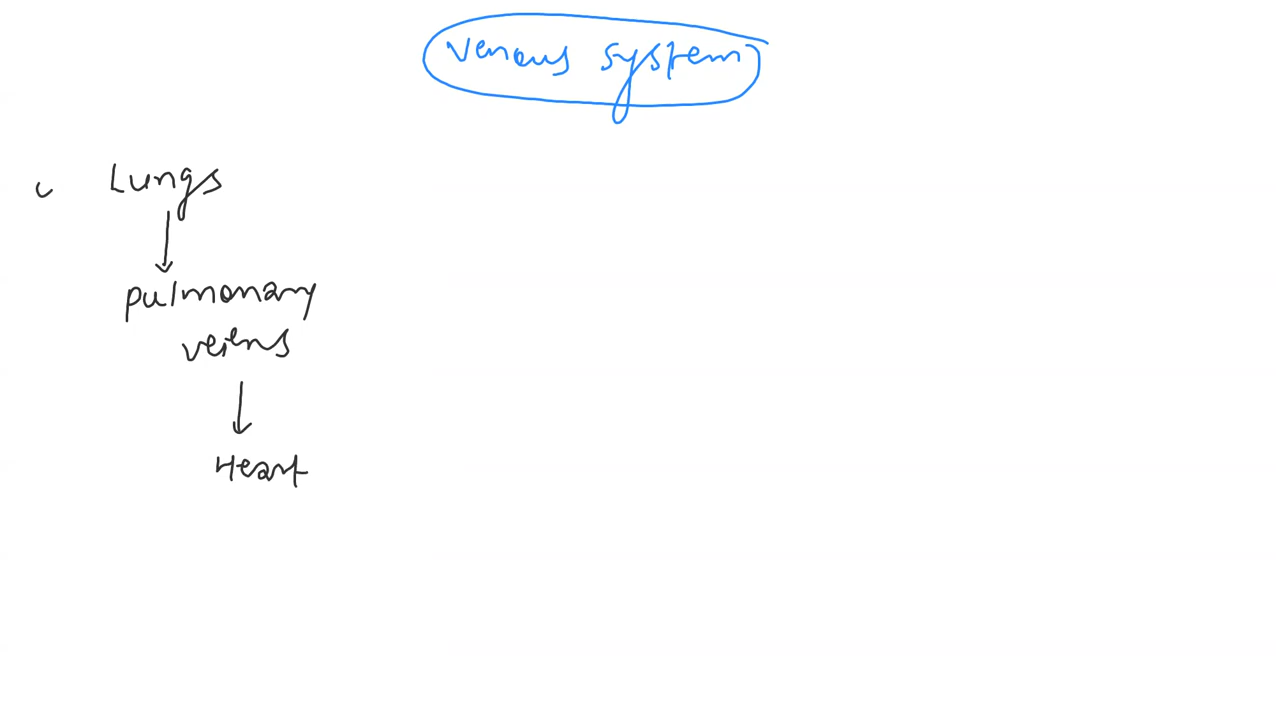 venous system
Lungs
pulmonary
veins
Heart